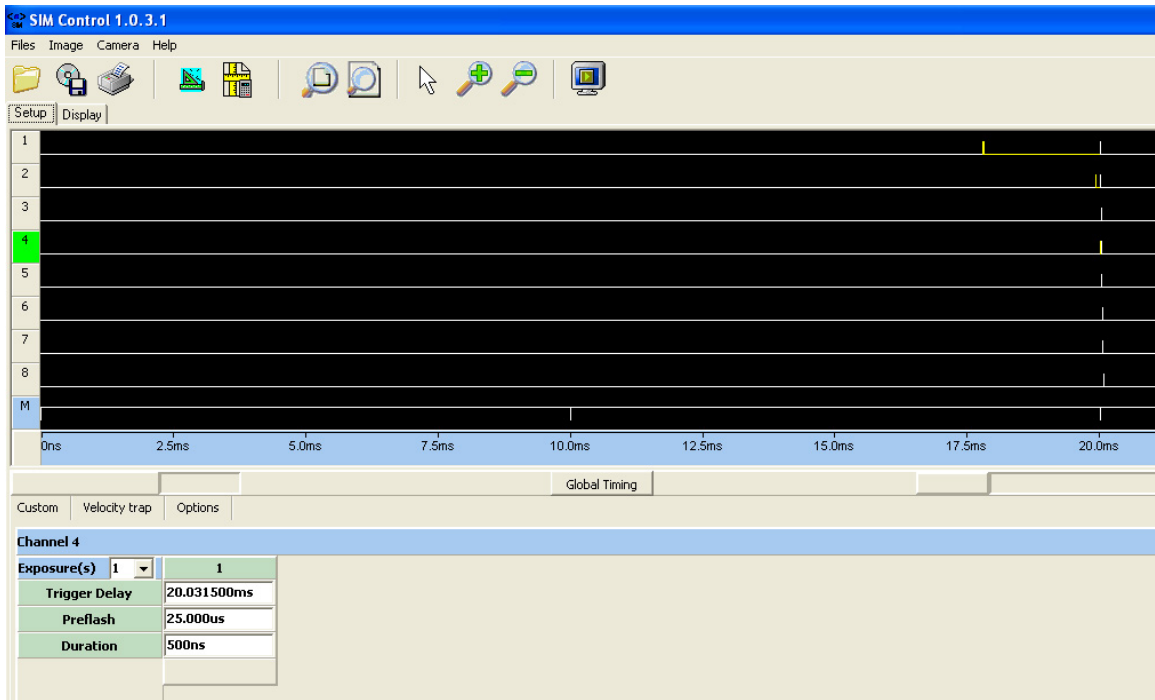 SIM Control 1.0.3.1
Files Image Camera Help
Setup Display
1
2
3
4
5
6
7
8
M
0ns 2.5ms 5.0ms 7.5ms 10.0ms 12.5ms 15.0ms 17.5ms 20.0ms
Global Timing
Custom Velocity trap Options
Channel 4
Exposure(s) 1 1
Trigger Delay 20.031500ms
Preflash 25.000us
Duration 500ns